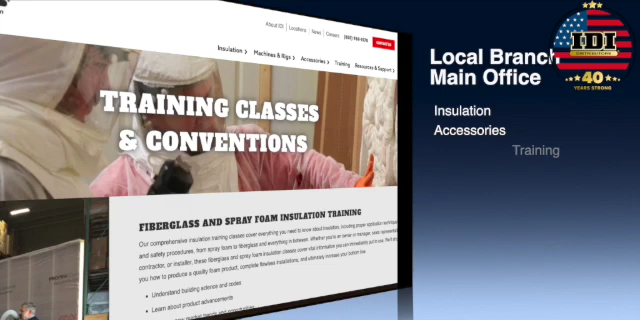 About IDI
Locations
News
Careers
Insulation
Machines & Rigs
Accessories
Training
Resources & Support
TRAINING CLASSES
& CONVENTIONS
FIBERGLASS AND SPRAY FOAM INSULATION TRAINING
Our comprehensive insulation training classes cover everything you need to know about insulation, including proper application techniques
and safety procedures, from spray foam to fiberglass and everything in between. Whether you're an owner or manager, sales representative,
contractor, or installer, these fiberglass and spray foam insulation classes cover vital information you can immediately put to use. We'll
you how to produce a quality foam product, complete flawless installations, and ultimately increase your bottom line.
• Understand building science and codes
• Learn about product advancements
Local Branch
Main Office
Insulation
Accessories
Training
IDI
DISTRIBUTORS
40
YEARS STRONG